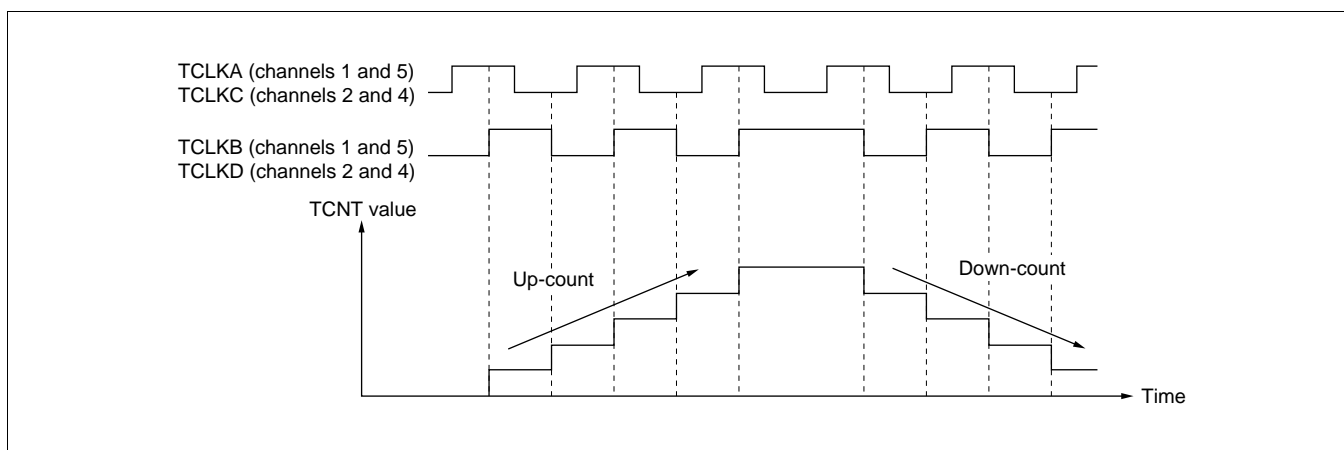 TCLKA (channels 1 and 5)
TCLKC (channels 2 and 4)
TCLKB (channels 1 and 5)
TCLKD (channels 2 and 4)
TCNT value
Up-count
Down-count
Time